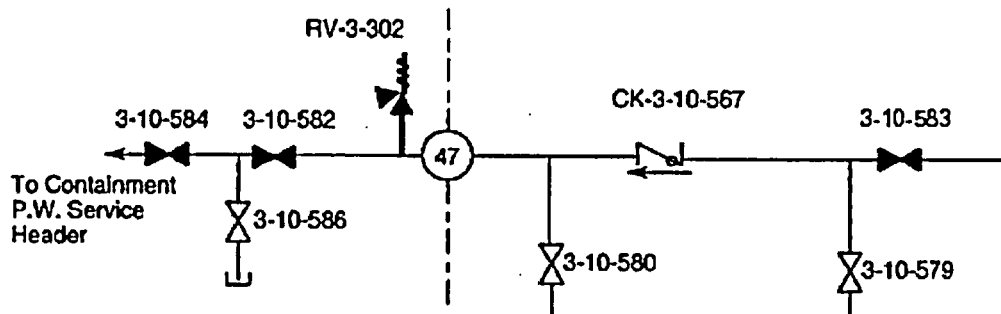 RV-3-302
CK-3-10-567
3-10-584
3-10-582
3-10-583
47
To Containment
P.W. Service
Header
3-10-586
3-10-580
3-10-579